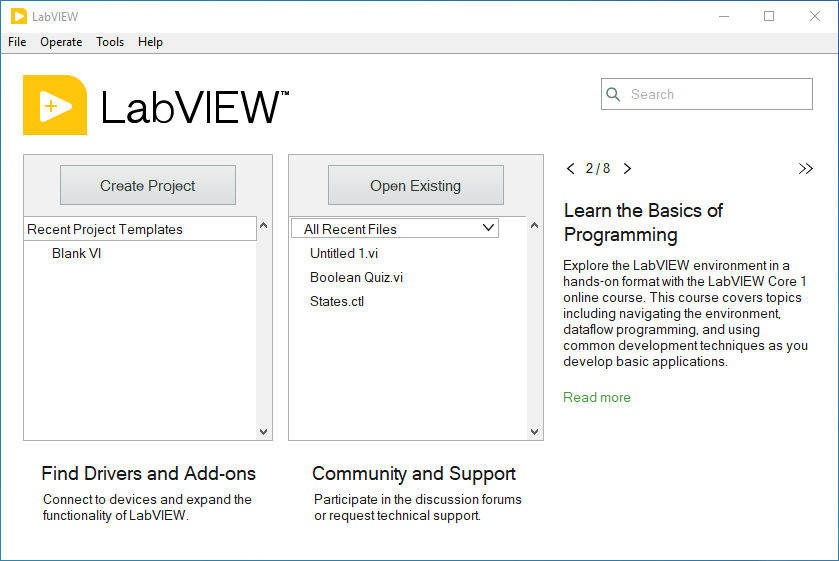 LabVIEW
File Operate Tools Help
LabVIEW™
Search
Create Project
Recent Project Templates
Blank VI
Open Existing
All Recent Files
Untitled 1.vi
Boolean Quiz.vi
States.ctl
2/8
Learn the Basics of
Programming
Explore the LabVIEW environment in a
hands-on format with the LabVIEW Core 1
online course. This course covers topics
including navigating the environment,
dataflow programming, and using
common development techniques as you
develop basic applications.
Read more
Find Drivers and Add-ons
Connect to devices and expand the
functionality of LabVIEW.
Community and Support
Participate in the discussion forums
or request technical support.